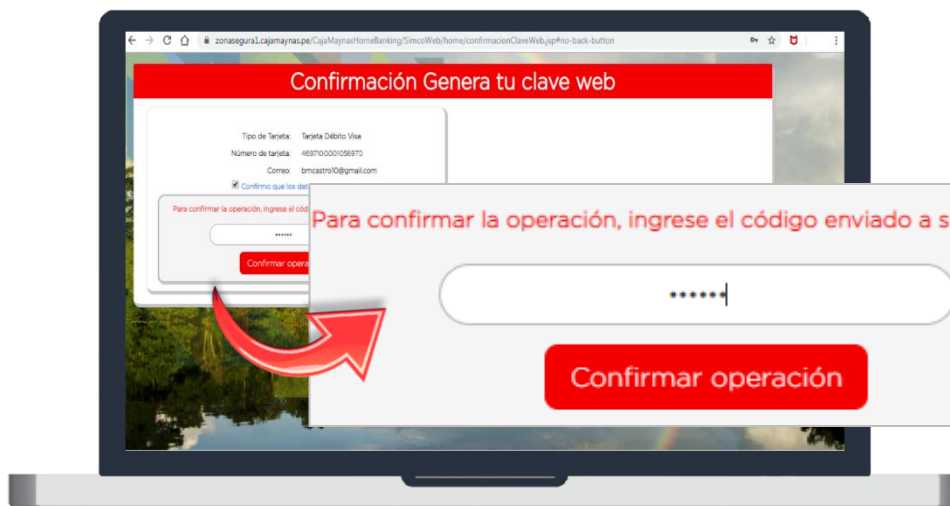 zonasegura1.cajamaynas.pe/CajaMaynasHomeBanking/SimcoWeb/home/confirmacionClaveWeb.jsp#no-back-button
Confirmación Genera tu clave web
Tipo de Tarjeta: Tarjeta Débito Visa
Número de tarjeta: 4697100001056973
Correo: bmcastro10@gmail.com
Confirmo que los dat
Para confirmar la operación, ingrese el cód
••••••
Confirmar opera
Para confirmar la operación, ingrese el código enviado a s
••••••
Confirmar operación